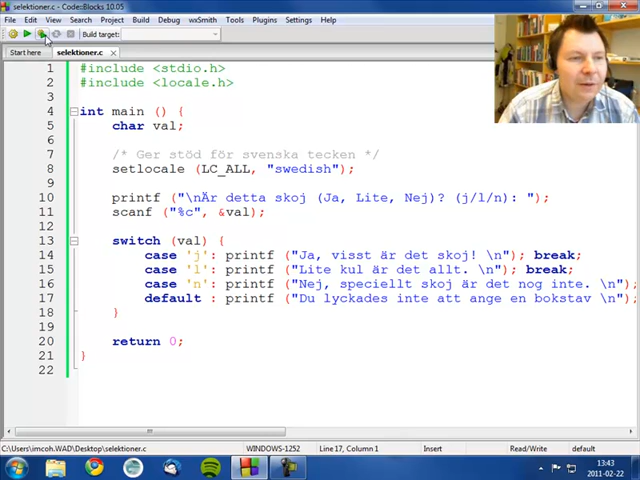 selektioner.c - Code::Blocks 10.05
File Edit View Search Project Build Debug wxSmith Tools Plugins Settings Help
Build target:
Start here selektioner.c
1 #include <stdio.h>
2 #include <locale.h>
3
4 int main () {
5 char val;
6
7 /* Ger stöd för svenska tecken */
8 setlocale (LC_ALL, "swedish");
9
10 printf ("\nÄr detta skoj (Ja, Lite, Nej)? (j/l/n): ");
11 scanf ("%c", &val);
12
13 switch (val) {
14 case 'j': printf ("Ja, visst är det skoj! \n"); break;
15 case 'l': printf ("Lite kul är det allt. \n"); break;
16 case 'n': printf ("Nej, speciellt skoj är det nog inte. \n");
17 default : printf ("Du lyckades inte att ange en bokstav \n");
18 }
19
20 return 0;
21 }
22
C:\Users\imcoh.WAD\Desktop\selektioner.c WINDOWS-1252 Line 17, Column 1 Insert Read/Write default
13:43
2011-02-22